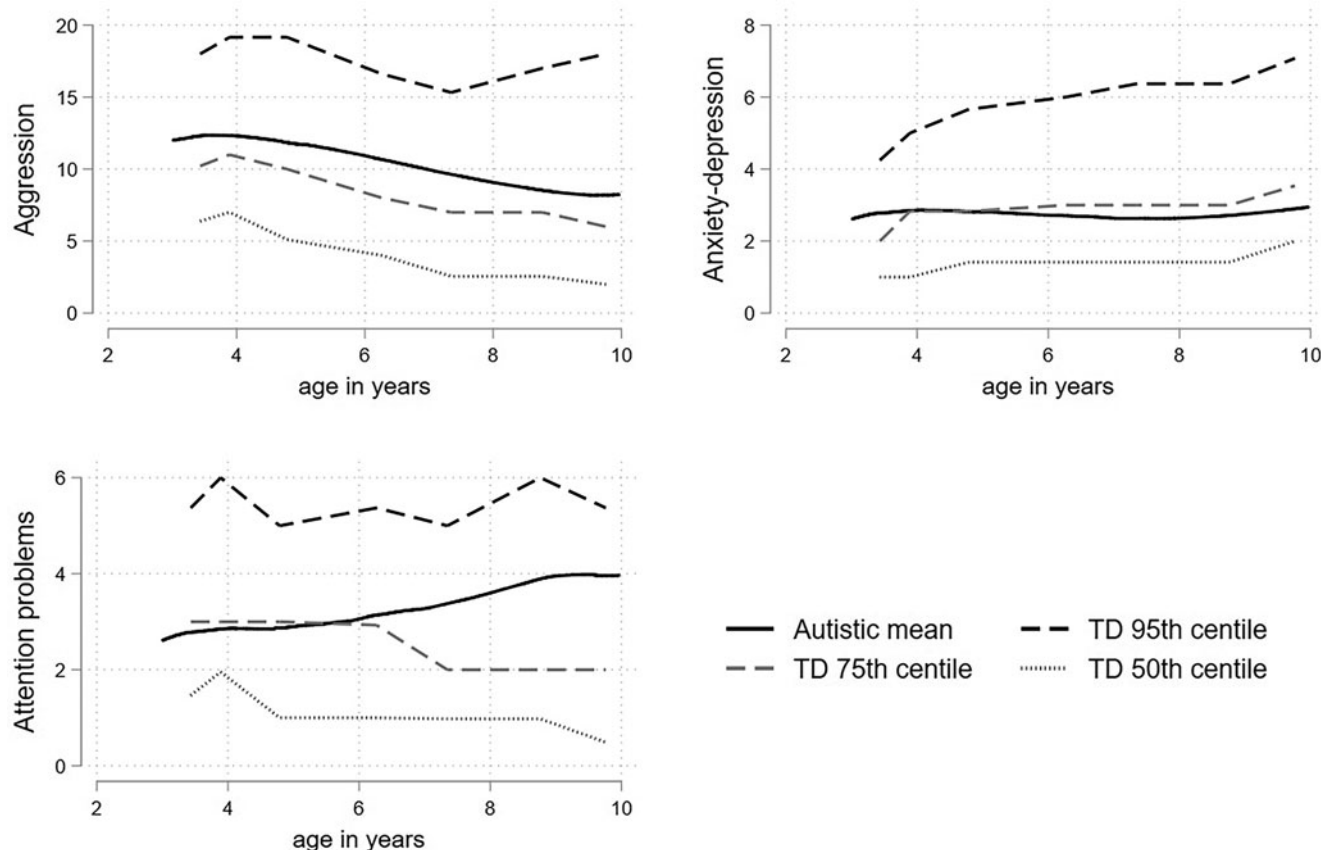 Aggression
20
15
10
5
0
2 4 6 8 10
age in years
Anxiety-depression
8
6
4
2
0
2 4 6 8 10
age in years
Attention problems
6
4
2
0
2 4 6 8 10
age in years
Autistic mean
TD 95th centile
TD 75th centile
TD 50th centile